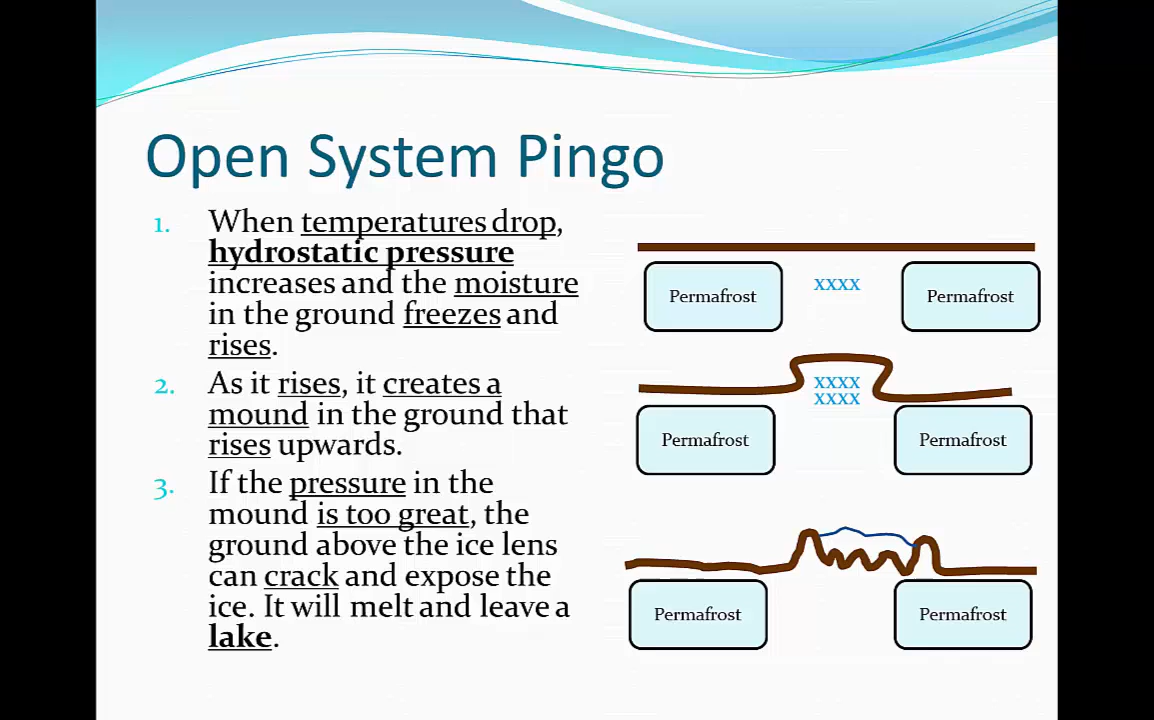 Open System Pingo
1. When temperatures drop,
hydrostatic pressure
increases and the moisture
in the ground freezes and
rises.
2. As it rises, it creates a
mound in the ground that
rises upwards.
3. If the pressure in the
mound is too great, the
ground above the ice lens
can crack and expose the
ice. It will melt and leave a
lake.
Permafrost xxxx Permafrost
xxxx
xxxx
Permafrost Permafrost
Permafrost Permafrost